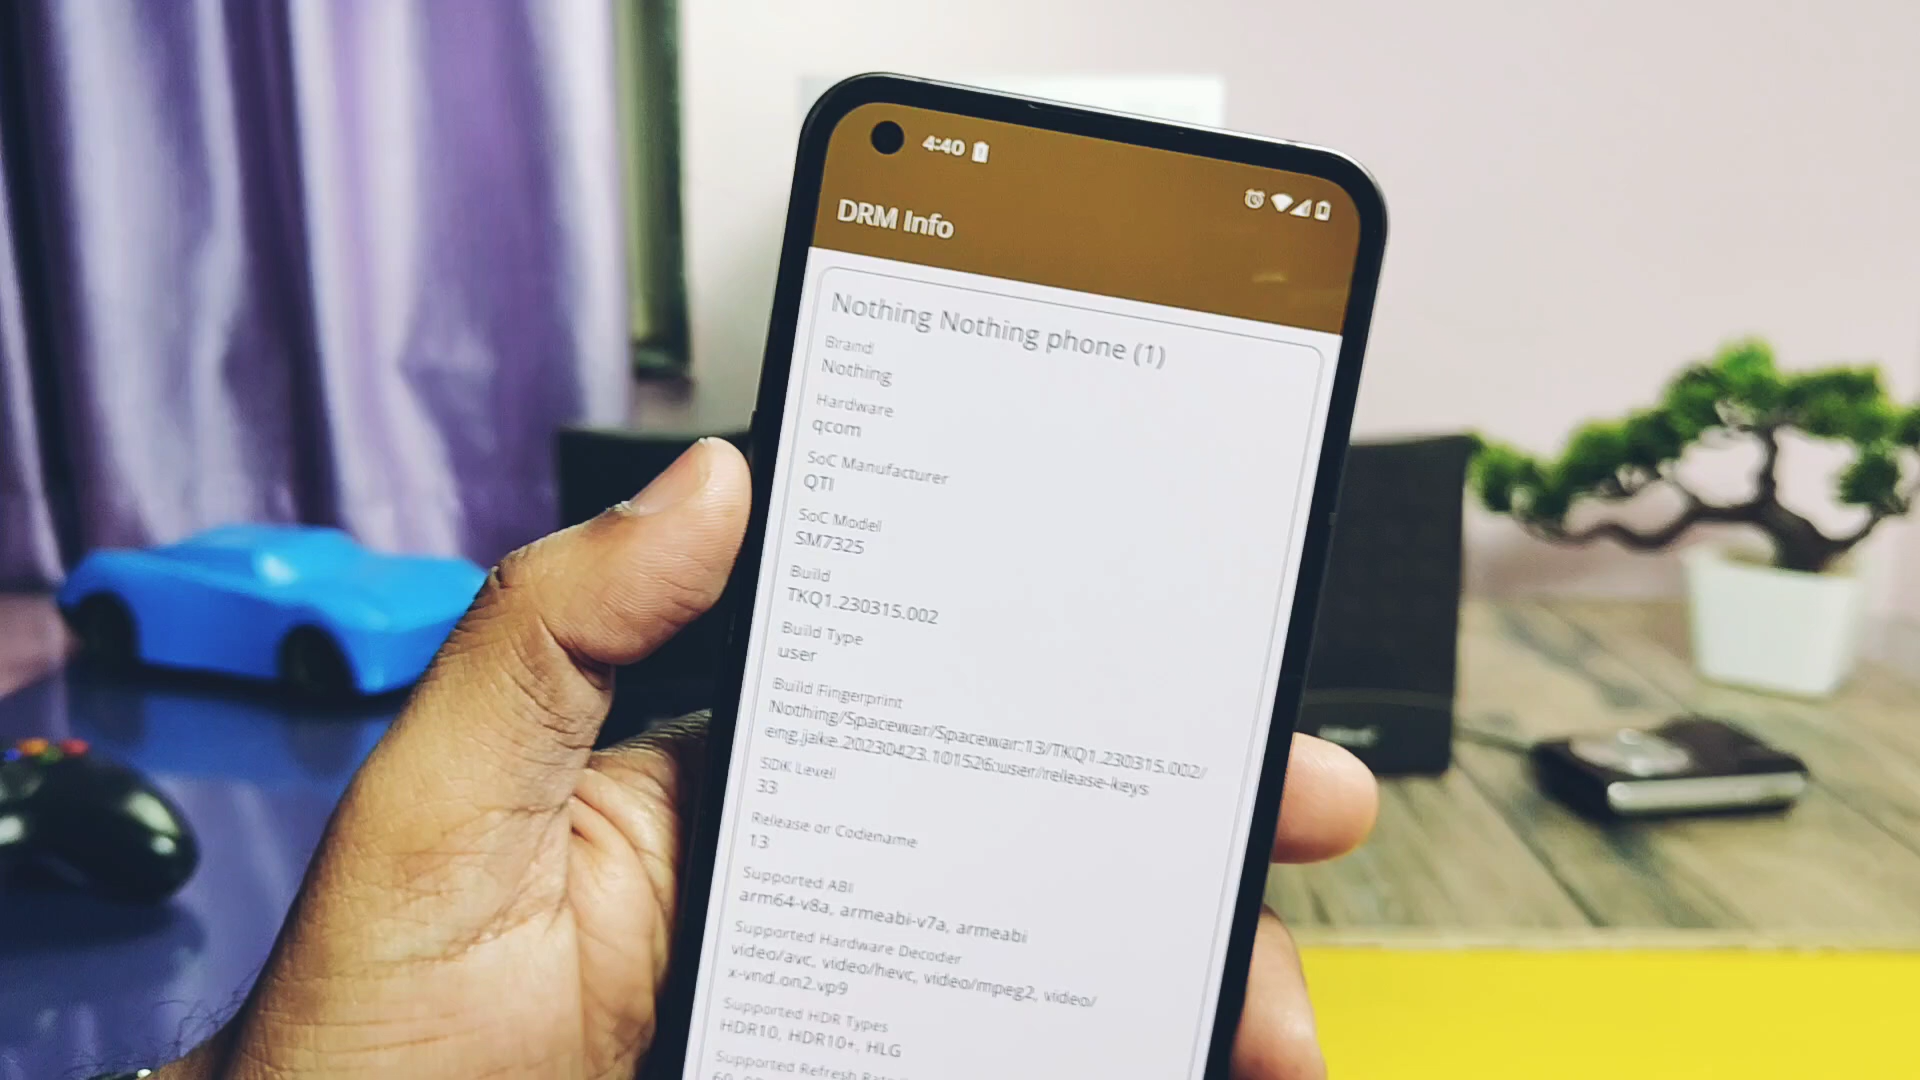 4:40
DRM Info
Nothing Nothing phone (1)
Brand
Nothing
Hardware
qcom
SoC Manufacturer
QTI
SoC Model
SM7325
Build
TKQ1.230315.002
Build Type
user
Build Fingerprint
Nothing/Spacewar/Spacewar:13/TKQ1.230315.002/
eng.jake.20230423.101526:user/release-keys
SDK Level
33
Release or Codename
13
Supported ABI
arm64-v8a, armeabi-v7a, armeabi
Supported Hardware Decoder
video/avc, video/hevc, video/mpeg2, video/
x-vnd.on2.vp9
Supported HDR Types
HDR10, HDR10+, HLG
Supported Refresh